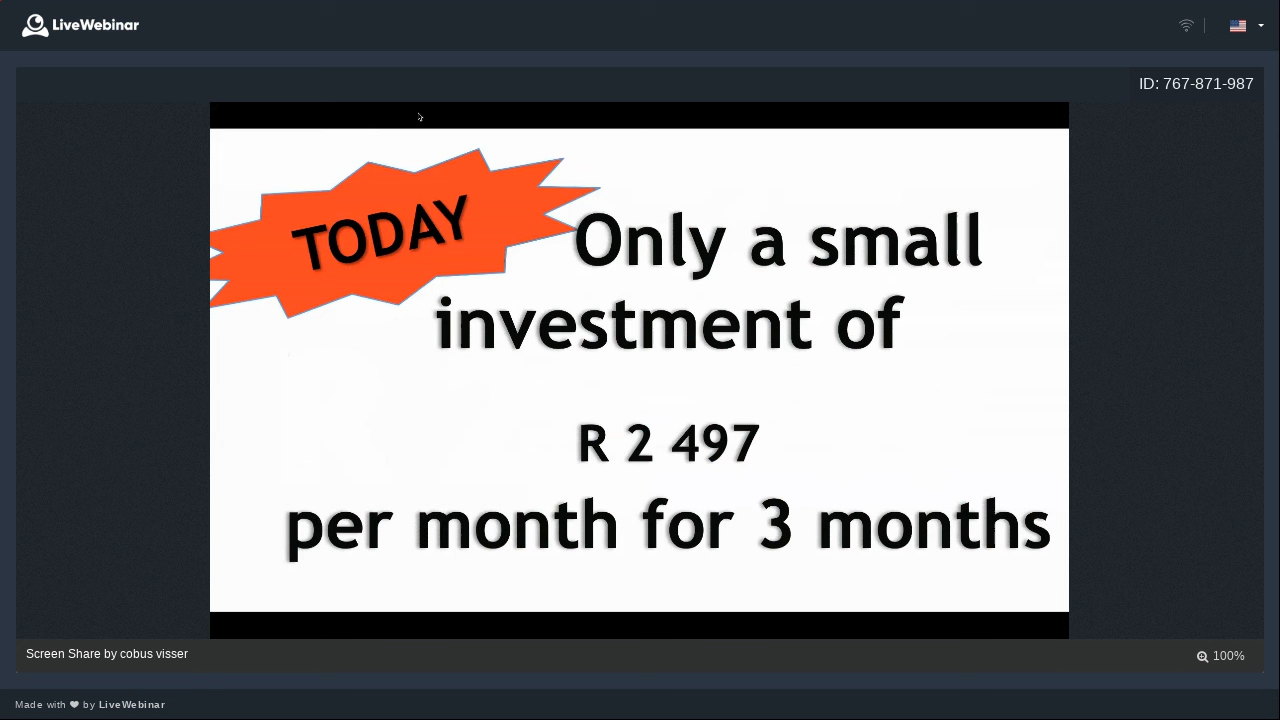 LiveWebinar
ID: 767-871-987
TODAY
Only a small
investment of
R 2 497
per month for 3 months
Screen Share by cobus visser
100%
Made with ❤ by LiveWebinar